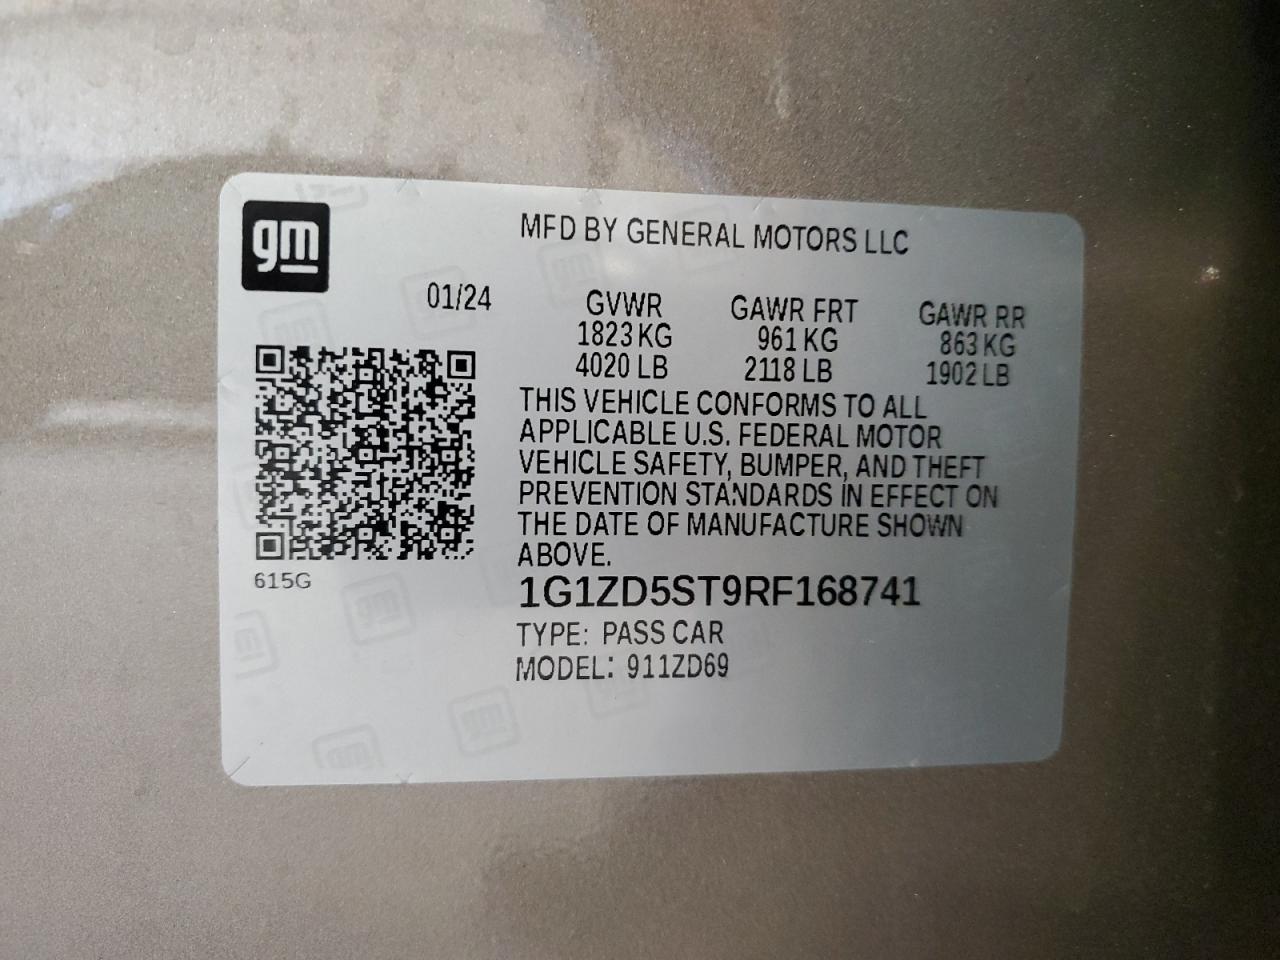 gm
MFD BY GENERAL MOTORS LLC
01/24
GVWR GAWR FRT GAWR RR
1823 KG 961 KG 863 KG
4020 LB 2118 LB 1902 LB
THIS VEHICLE CONFORMS TO ALL
APPLICABLE U.S. FEDERAL MOTOR
VEHICLE SAFETY, BUMPER, AND THEFT
PREVENTION STANDARDS IN EFFECT ON
THE DATE OF MANUFACTURE SHOWN
ABOVE.
615G
1G1ZD5ST9RF168741
TYPE: PASS CAR
MODEL: 911ZD69